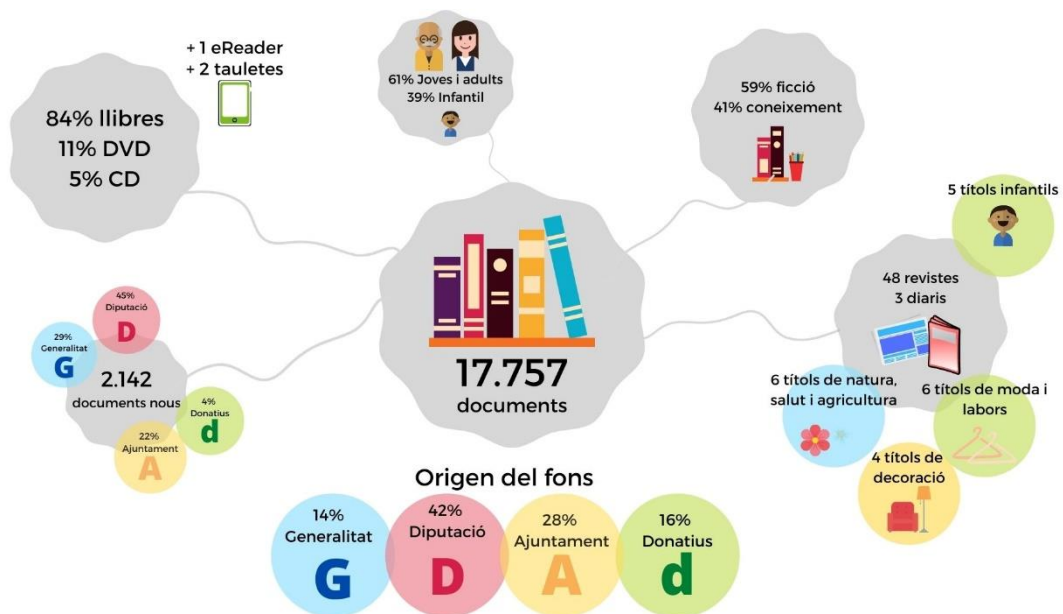 + 1 eReader
+ 2 tauletes
84% llibres
11% DVD
5% CD
61% Joves i adults
39% Infantil
59% ficció
41% coneixement
5 títols infantils
48 revistes
3 diaris
6 títols de natura,
salut i agricultura
6 títols de moda i
labors
4 títols de
decoració
45%
Diputació
D
29%
Generalitat
G
2.142
documents nous
4%
Donatius
d
22%
Ajuntament
A
17.757
documents
Origen del fons
14%
Generalitat
G
42%
Diputació
D
28%
Ajuntament
A
16%
Donatius
d